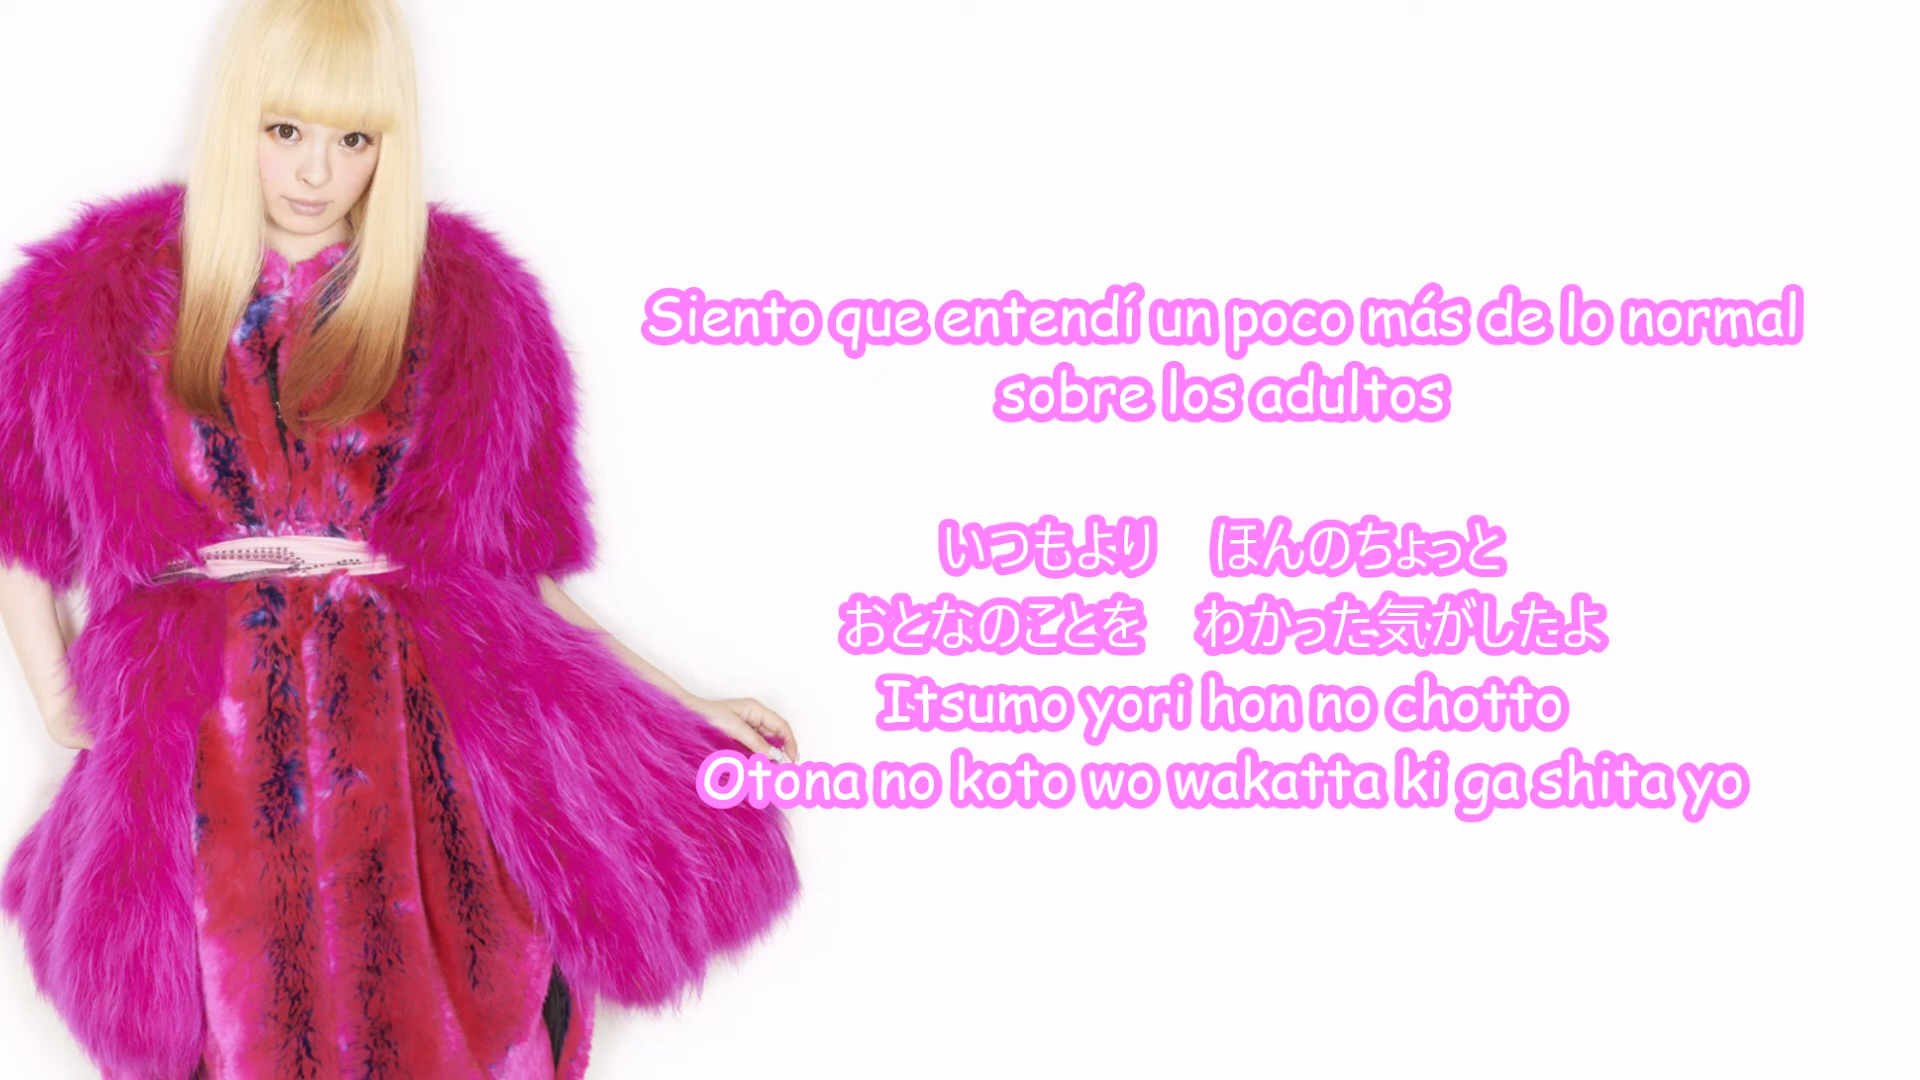 Siento que entendí un poco más de lo normal
sobre los adultos
いつもより　ほんのちょっと
おとなのことを　わかった気がしたよ
Itsumo yori hon no chotto
Otona no koto wo wakatta ki ga shita yo